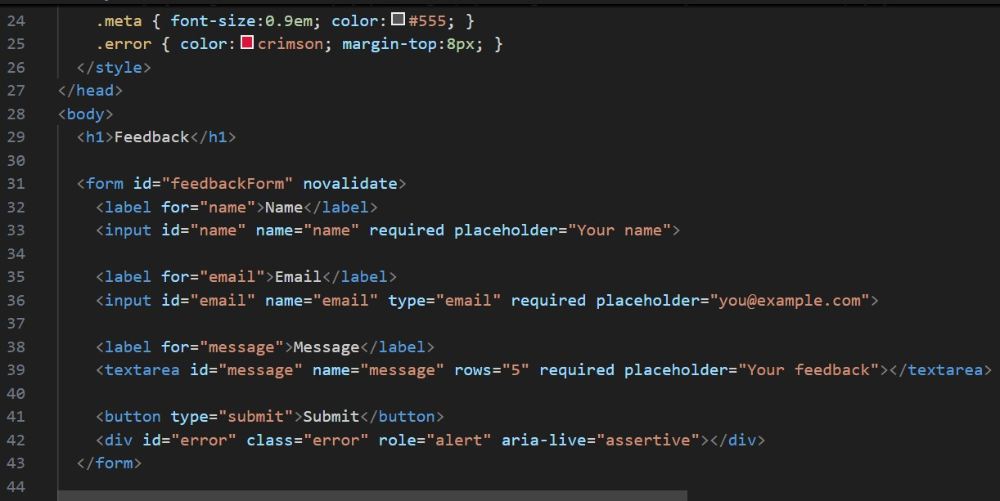 24 .meta { font-size:0.9em; color:#555; }
25 .error { color:crimson; margin-top:8px; }
26 </style>
27 </head>
28 <body>
29 <h1>Feedback</h1>
30
31 <form id="feedbackForm" novalidate>
32 <label for="name">Name</label>
33 <input id="name" name="name" required placeholder="Your name">
34
35 <label for="email">Email</label>
36 <input id="email" name="email" type="email" required placeholder="you@example.com">
37
38 <label for="message">Message</label>
39 <textarea id="message" name="message" rows="5" required placeholder="Your feedback"></textarea>
40
41 <button type="submit">Submit</button>
42 <div id="error" class="error" role="alert" aria-live="assertive"></div>
43 </form>
44